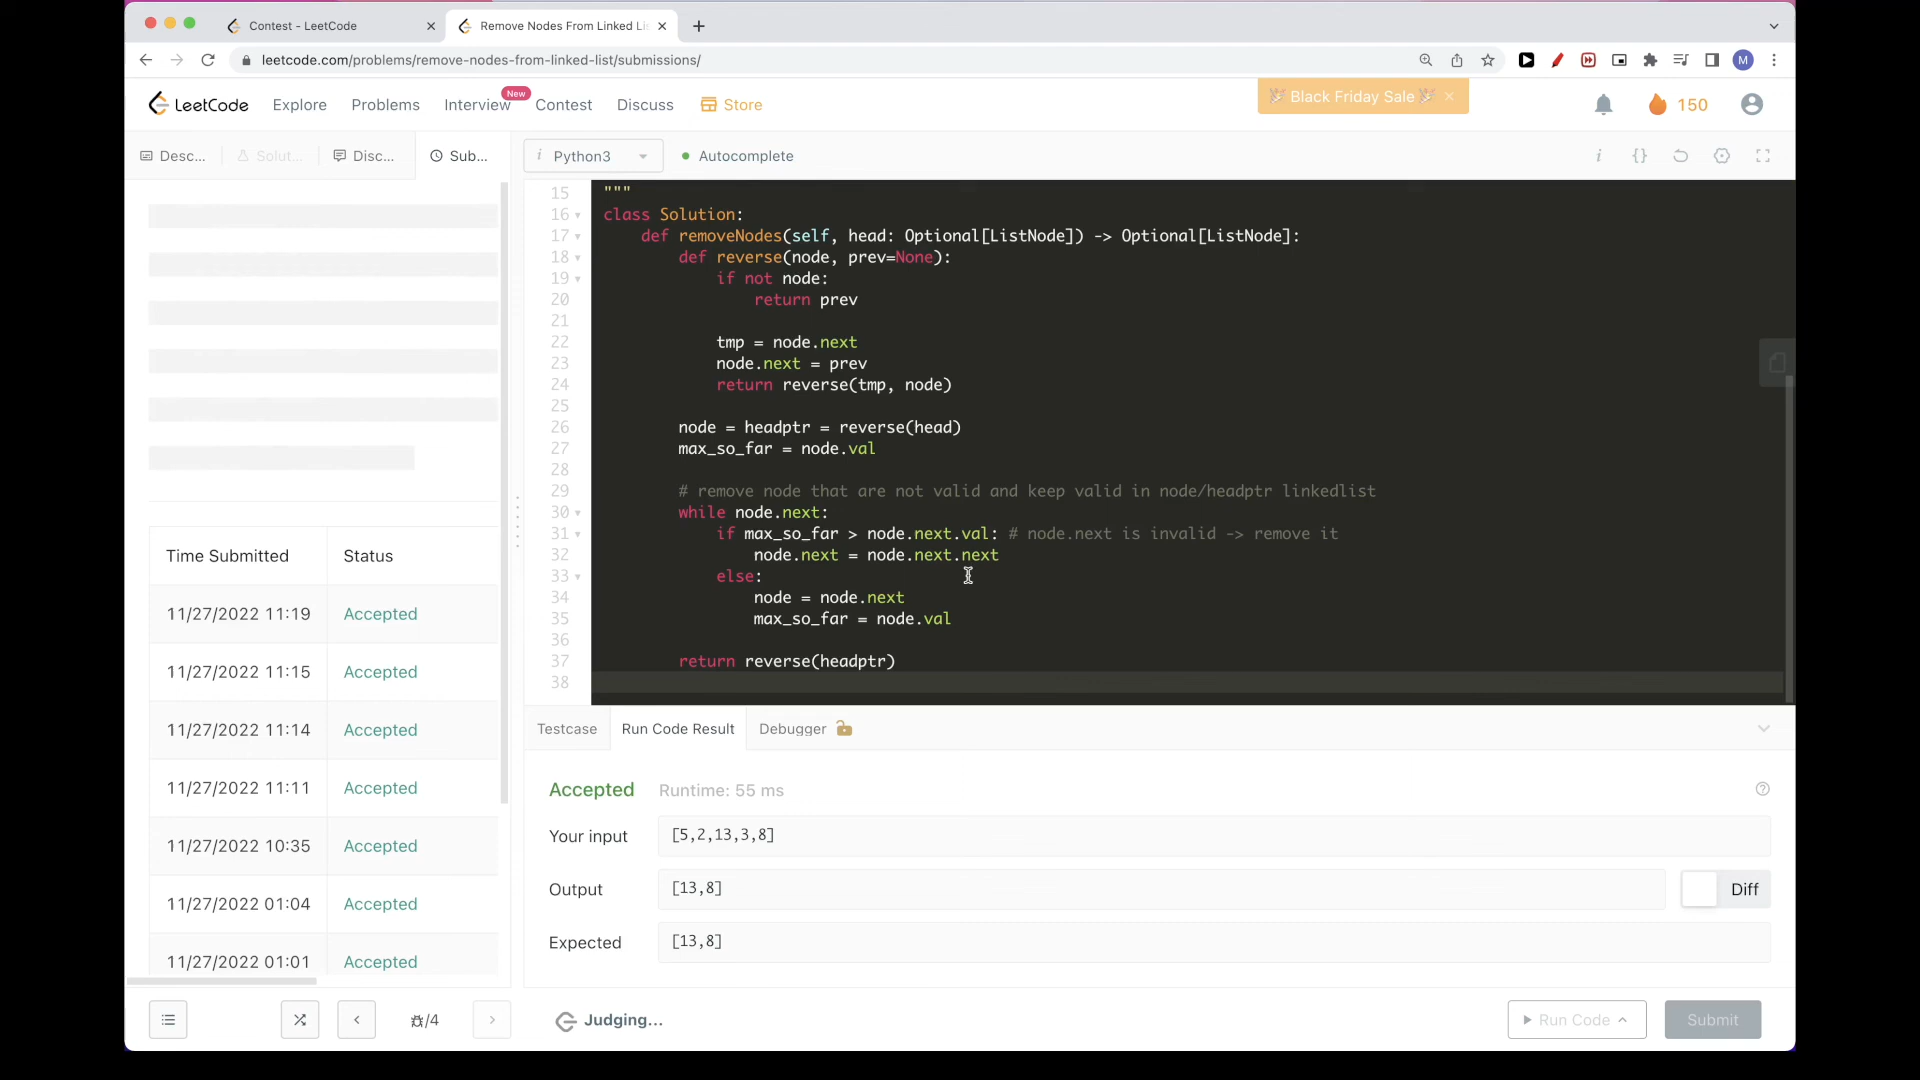 Contest - LeetCode
Remove Nodes From Linked Lis
leetcode.com/problems/remove-nodes-from-linked-list/submissions/
M
LeetCode
Explore
Problems
Interview
New
Contest
Discuss
Store
Black Friday Sale
150
Desc...
Solut...
Disc...
Sub...
i Python3
Autocomplete
15 """
16 class Solution:
17 def removeNodes(self, head: Optional[ListNode]) -> Optional[ListNode]:
18 def reverse(node, prev=None):
19 if not node:
20 return prev
21
22 tmp = node.next
23 node.next = prev
24 return reverse(tmp, node)
25
26 node = headptr = reverse(head)
27 max_so_far = node.val
28
29 # remove node that are not valid and keep valid in node/headptr linkedlist
30 while node.next:
31 if max_so_far > node.next.val: # node.next is invalid -> remove it
32 node.next = node.next.next
33 else:
34 node = node.next
35 max_so_far = node.val
36
37 return reverse(headptr)
38
Time Submitted Status
11/27/2022 11:19 Accepted
11/27/2022 11:15 Accepted
11/27/2022 11:14 Accepted
11/27/2022 11:11 Accepted
11/27/2022 10:35 Accepted
11/27/2022 01:04 Accepted
11/27/2022 01:01 Accepted
Testcase
Run Code Result
Debugger
Accepted Runtime: 55 ms
Your input [5,2,13,3,8]
Output [13,8]
Diff
Expected [13,8]
/4
Judging...
Run Code
Submit